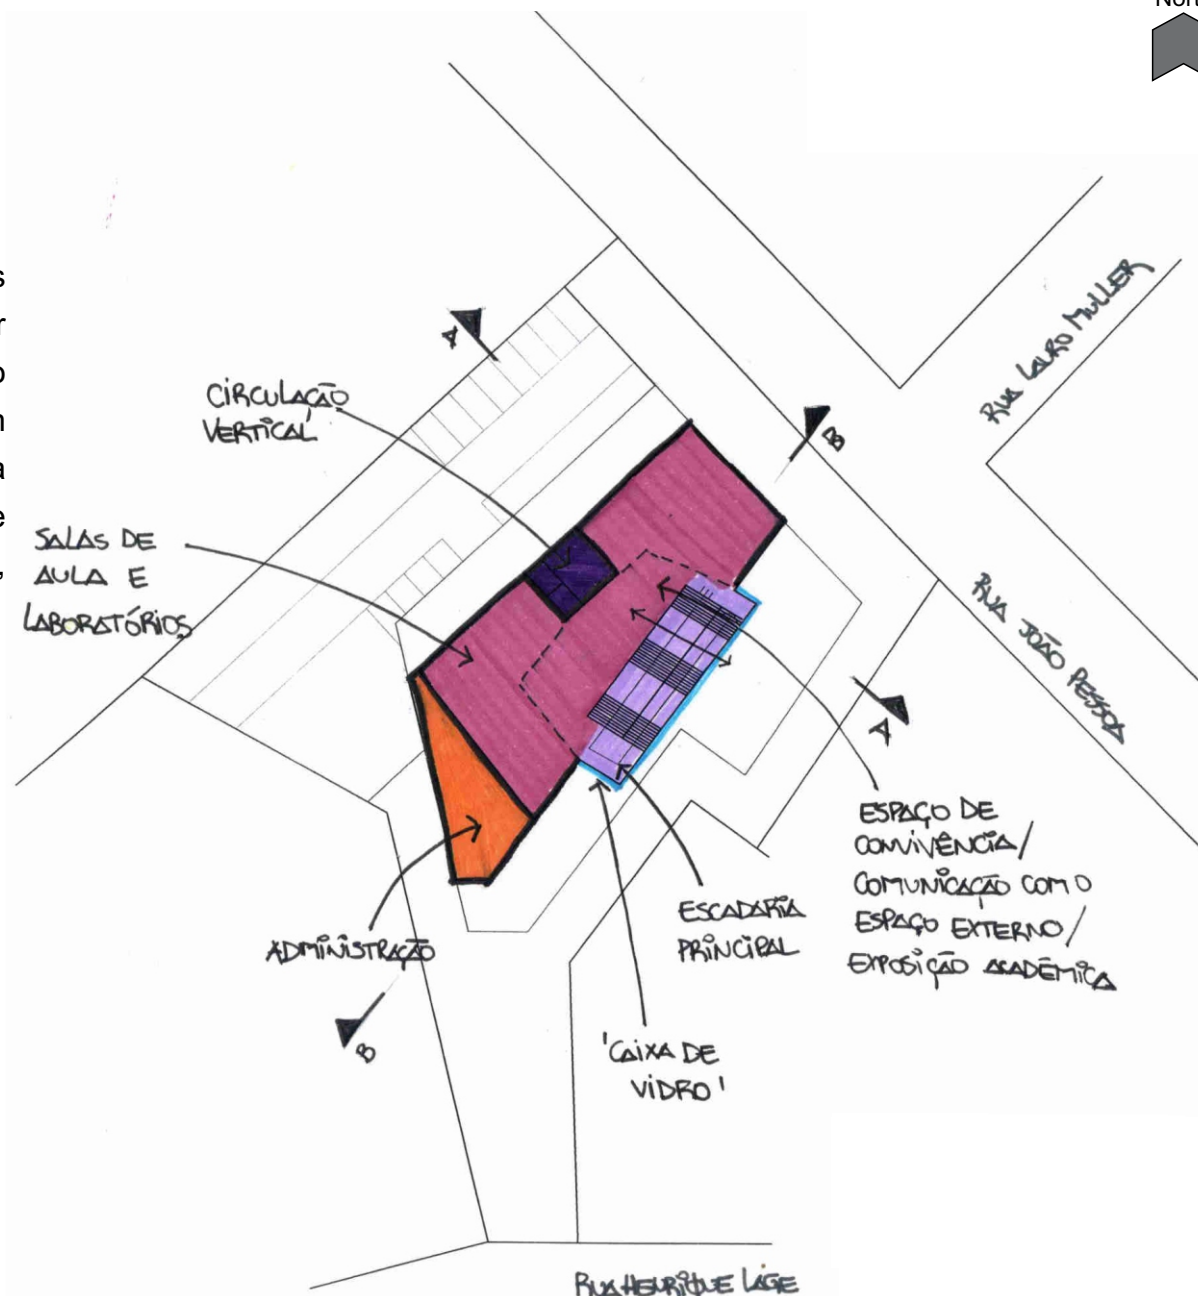 Nort
s
r
o
n
a
e
,
RUA LAURO MULLER
A
B
CIRCULAÇÃO
VERTICAL
SALAS DE
AULA E
LABORATÓRIOS
RUA JOÃO PESSOA
A
ESPAÇO DE
CONVIVÊNCIA/
COMUNICAÇÃO COM O
ESPAÇO EXTERNO/
EXPOSIÇÃO ACADÊMICA
ESCADARIA
PRINCIPAL
ADMINISTRAÇÃO
B
'CAIXA DE
VIDRO'
RUA HENRIQUE LAGE